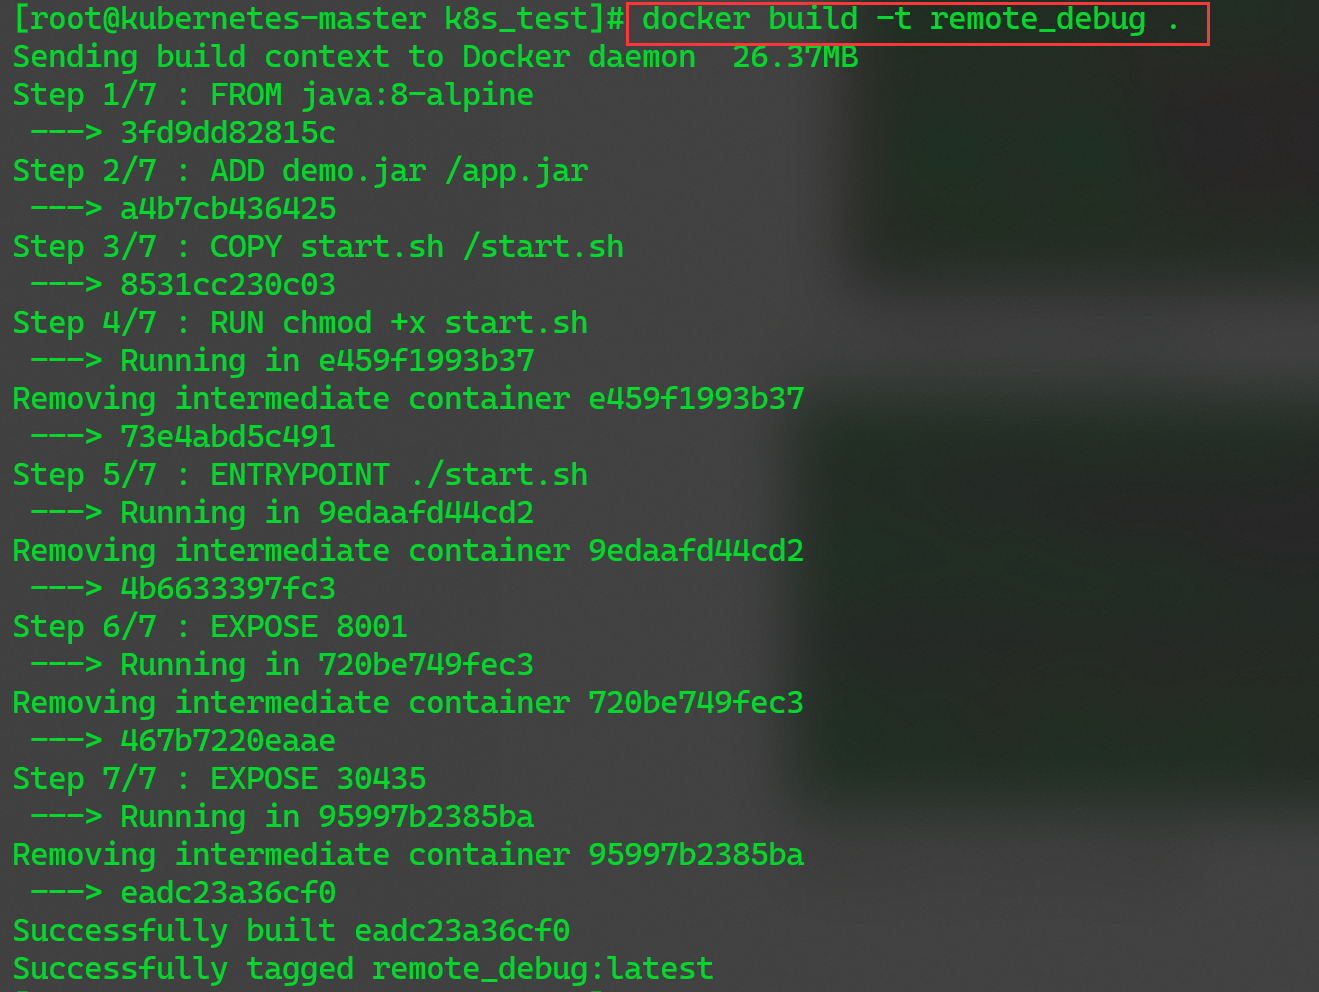 [root@kubernetes-master k8s_test]# docker build -t remote_debug .
Sending build context to Docker daemon  26.37MB
Step 1/7 : FROM java:8-alpine
 ---> 3fd9dd82815c
Step 2/7 : ADD demo.jar /app.jar
 ---> a4b7cb436425
Step 3/7 : COPY start.sh /start.sh
 ---> 8531cc230c03
Step 4/7 : RUN chmod +x start.sh
 ---> Running in e459f1993b37
Removing intermediate container e459f1993b37
 ---> 73e4abd5c491
Step 5/7 : ENTRYPOINT ./start.sh
 ---> Running in 9edaafd44cd2
Removing intermediate container 9edaafd44cd2
 ---> 4b6633397fc3
Step 6/7 : EXPOSE 8001
 ---> Running in 720be749fec3
Removing intermediate container 720be749fec3
 ---> 467b7220eaae
Step 7/7 : EXPOSE 30435
 ---> Running in 95997b2385ba
Removing intermediate container 95997b2385ba
 ---> eadc23a36cf0
Successfully built eadc23a36cf0
Successfully tagged remote_debug:latest